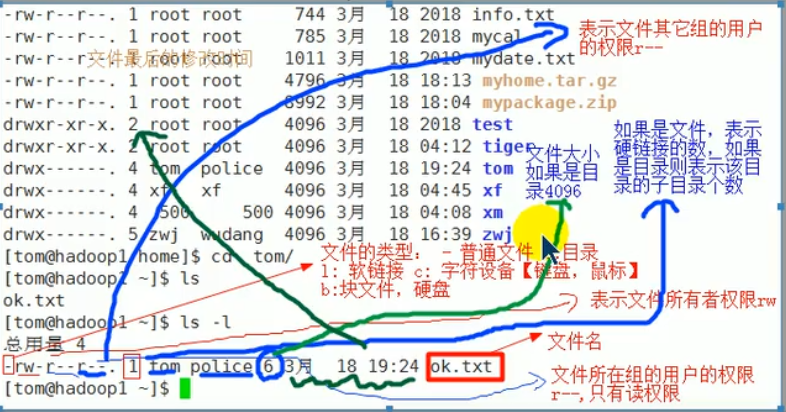 -rw-r--r--. 1 root root 744 3月 18 2018 info.txt
-rw-r--r--. 1 root root 785 3月 18 2018 mycal
表示文件其它组的用户
的权限r--
文件最后的修改时间
-rw-r--r--. 1 root root 1011 3月 18 2018 mydate.txt
-rw-r--r--. 1 root root 4796 3月 18 18:13 myhome.tar.gz
-rw-r--r--. 1 root root 8992 3月 18 18:04 mypackage.zip
drwxr-xr-x. 2 root root 4096 3月 18 2018 test
drwxr-xr-x. 2 root root 4096 3月 18 04:12 tiger
drwx------. 4 tom police 4096 3月 18 19:24 tom
drwx------. 4 xf xf 4096 3月 18 04:45 xf
drwx------. 4 500 500 4096 3月 18 04:08 xm
drwx------. 5 zwj wudang 4096 3月 18 16:39 zwj
文件大小
如果是目
录4096
如果是文件，表示
硬链接的数，如果
是目录则表示该目
录的子目录个数
[tom@hadoop1 home]$ cd tom/
[tom@hadoop1 ~]$ ls
ok.txt
[tom@hadoop1 ~]$ ls -l
文件的类型： - 普通文件 目录
l: 软链接 c: 字符设备【键盘，鼠标】
b:块文件，硬盘
表示文件所有者权限rw
总用量 4
文件名
-rw-r--r--. 1 tom police 6 3月 18 19:24 ok.txt
[tom@hadoop1 ~]$
文件所在组的用户的权限
r--,只有读权限